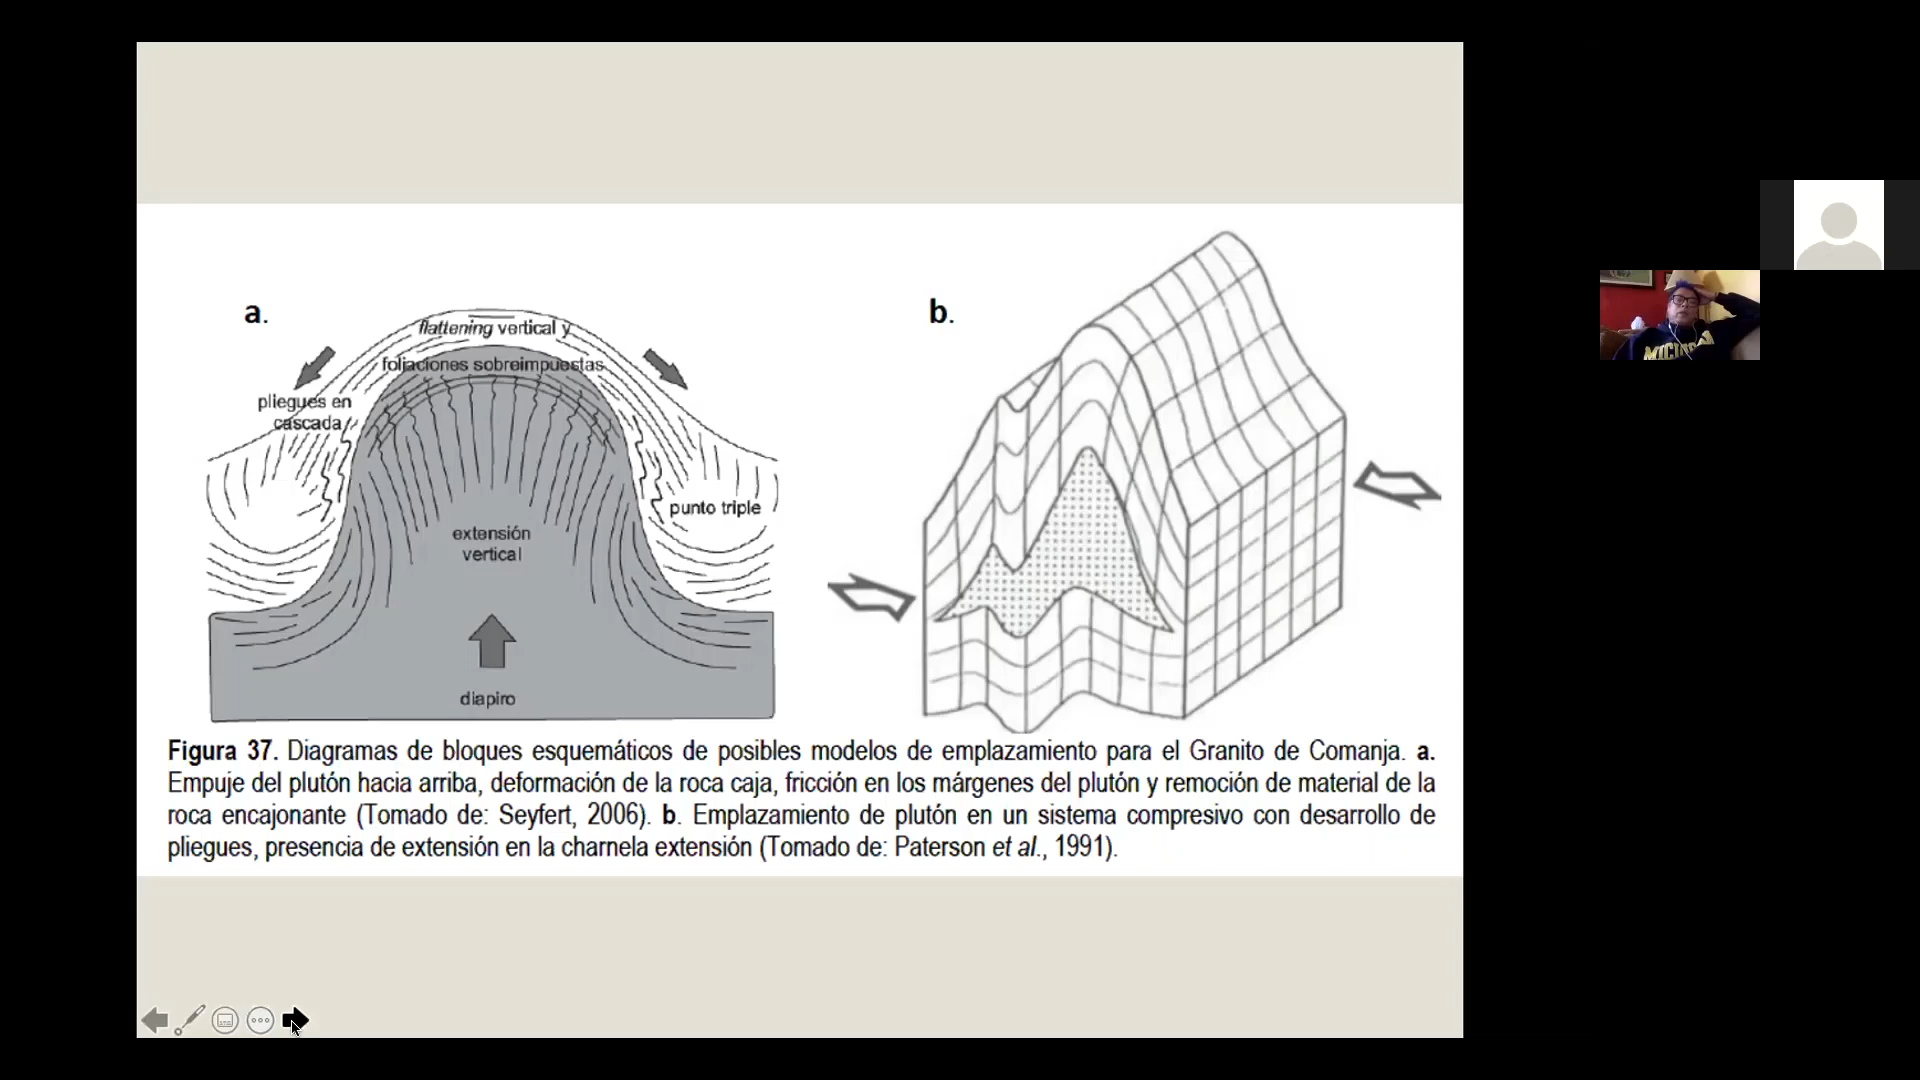 a.
flattening vertical y
foliaciones sobreimpuestas
pliegues en
cascada
punto triple
extensión
vertical
diapiro
b.
Figura 37. Diagramas de bloques esquemáticos de posibles modelos de emplazamiento para el Granito de Comanja. a.
Empuje del plutón hacia arriba, deformación de la roca caja, fricción en los márgenes del plutón y remoción de material de la
roca encajonante (Tomado de: Seyfert, 2006). b. Emplazamiento de plutón en un sistema compresivo con desarrollo de
pliegues, presencia de extensión en la charnela extensión (Tomado de: Paterson et al., 1991).